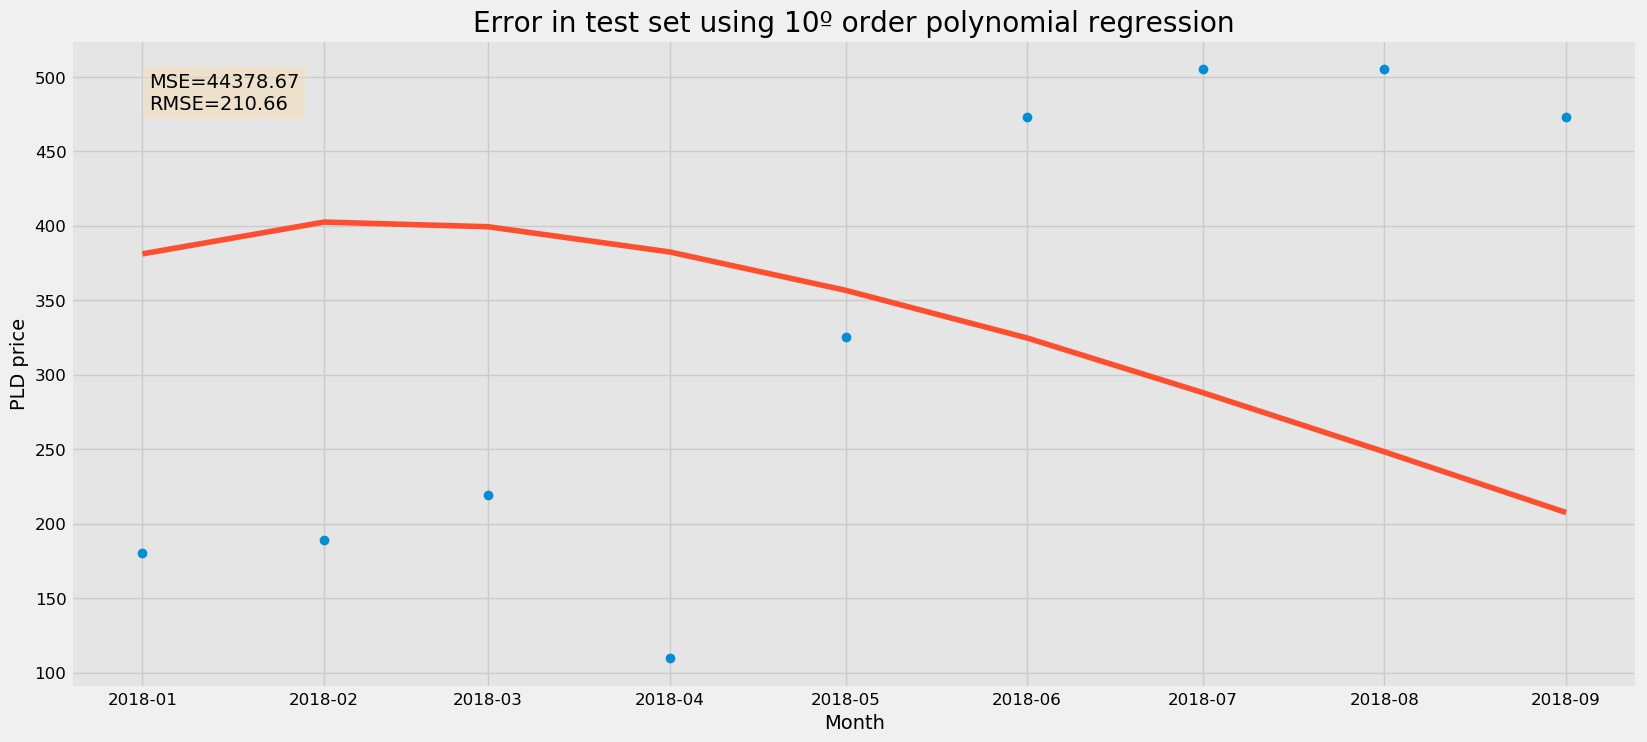 Error in test set using 10º order polynomial regression
MSE=44378.67
RMSE=210.66
500
450
400
350
300
250
200
150
100
PLD price
2018-01 2018-02 2018-03 2018-04 2018-05 2018-06 2018-07 2018-08 2018-09
Month